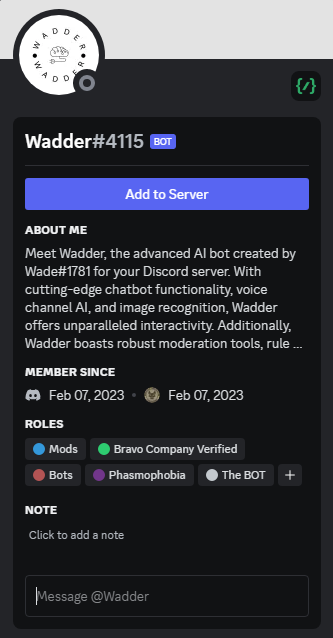 WADDER
WADDER
{/}
Wadder#4115 BOT
Add to Server
ABOUT ME
Meet Wadder, the advanced AI bot created by
Wade#1781 for your Discord server. With
cutting-edge chatbot functionality, voice
channel AI, and image recognition, Wadder
offers unparalleled interactivity. Additionally,
Wadder boasts robust moderation tools, rule ...
MEMBER SINCE
Feb 07, 2023 • Feb 07, 2023
ROLES
Mods Bravo Company Verified
Bots Phasmophobia The BOT +
NOTE
Click to add a note
Message @Wadder